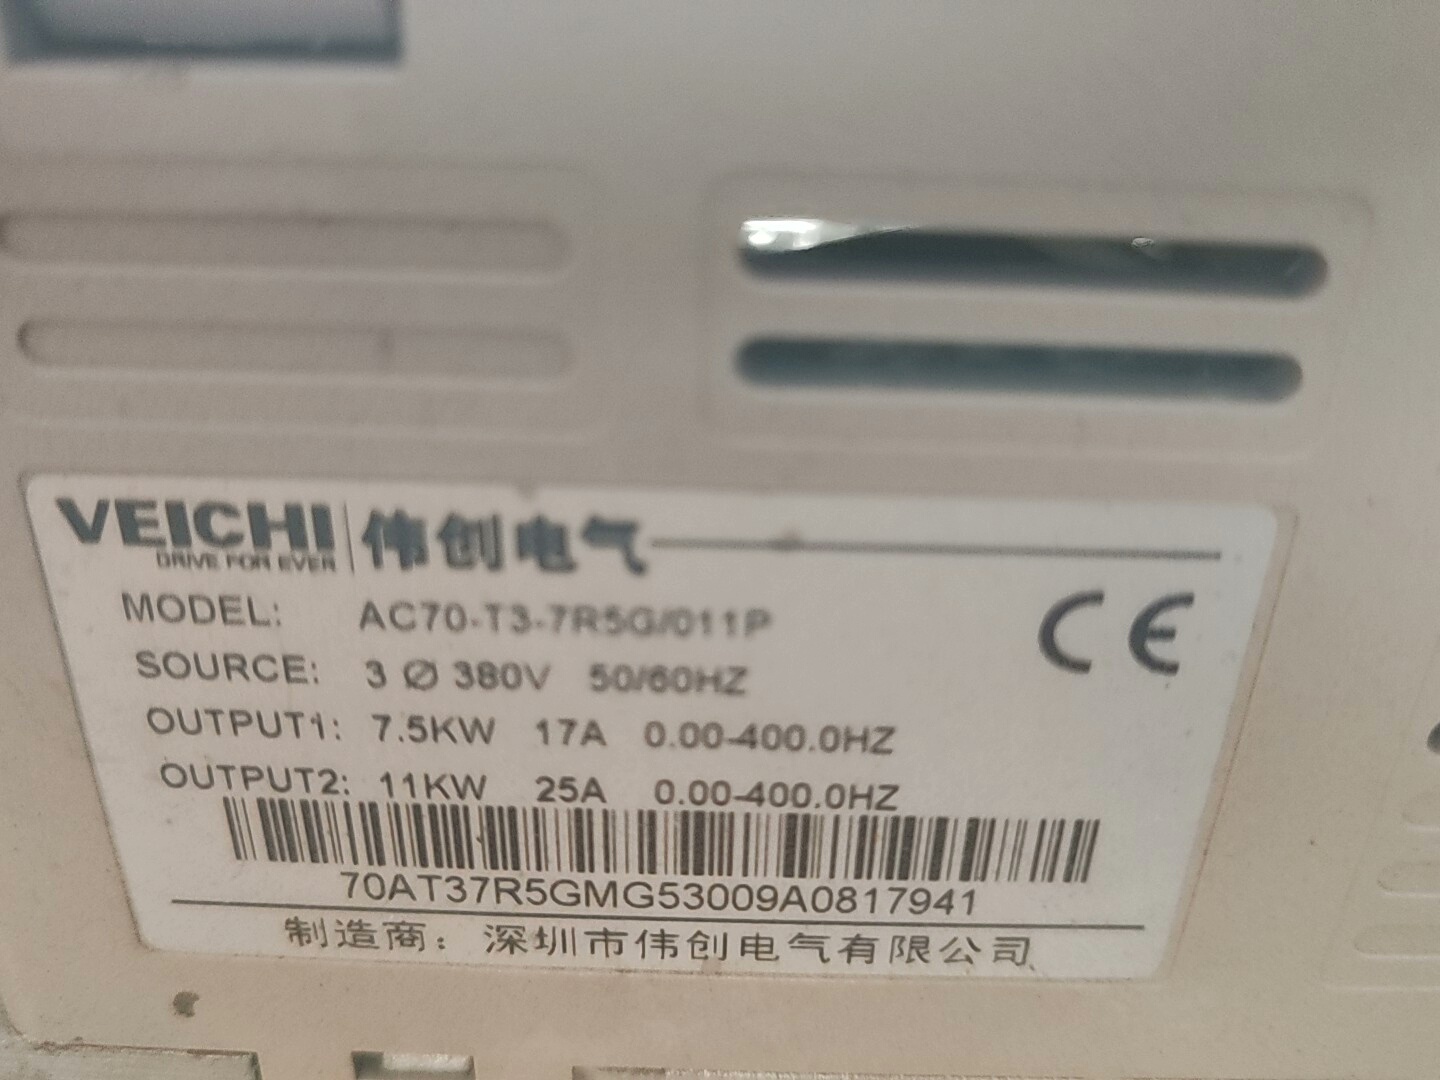 VEICHI 伟创电气
DRIVE FOR EVER
MODEL: AC70-T3-7R5G/011P
SOURCE: 3 Ø 380V 50/60HZ
OUTPUT1: 7.5KW 17A 0.00-400.0HZ
OUTPUT2: 11KW 25A 0.00-400.0HZ
CE
70AT37R5GMG53009A0817941
制造商：深圳市伟创电气有限公司